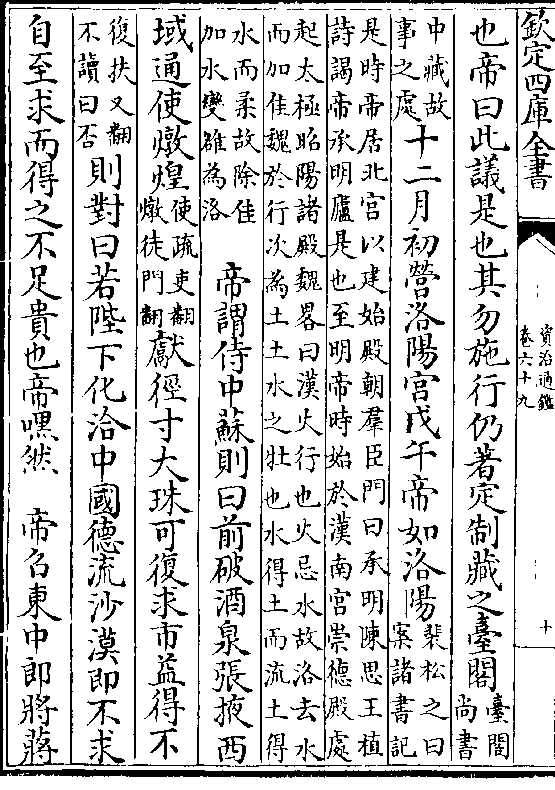 欽定四庫全書
資治通鑑
卷六十九
十
也帝曰此議是也其勿施行仍著定制藏之臺閣
臺閣
尚書
中藏故
事之處
十二月初營洛陽宮戊午帝如洛陽
裴松之曰
案諸書記
是時帝居北宮以建始殿朝羣臣門曰承明陳思王植
詩謁帝承明廬是也至明帝時始於漢南宮崇德殿處
起太極昭陽諸殿魏畧曰漢火行也火忌水故洛去水
而加隹魏於行次為土土水之牡也水得土而流土得
水而柔故除隹
加水變雒為洛
帝謂侍中蘇則曰前破酒泉張掖西
域通使燉煌
使疏吏翻
燉徒門翻
獻徑寸大珠可復求市益得不
復扶又翻
不讀曰否
則對曰若陛下化洽中國德流沙漠即不求
自至求而得之不足貴也帝嘿然　帝召東中郎將蔣